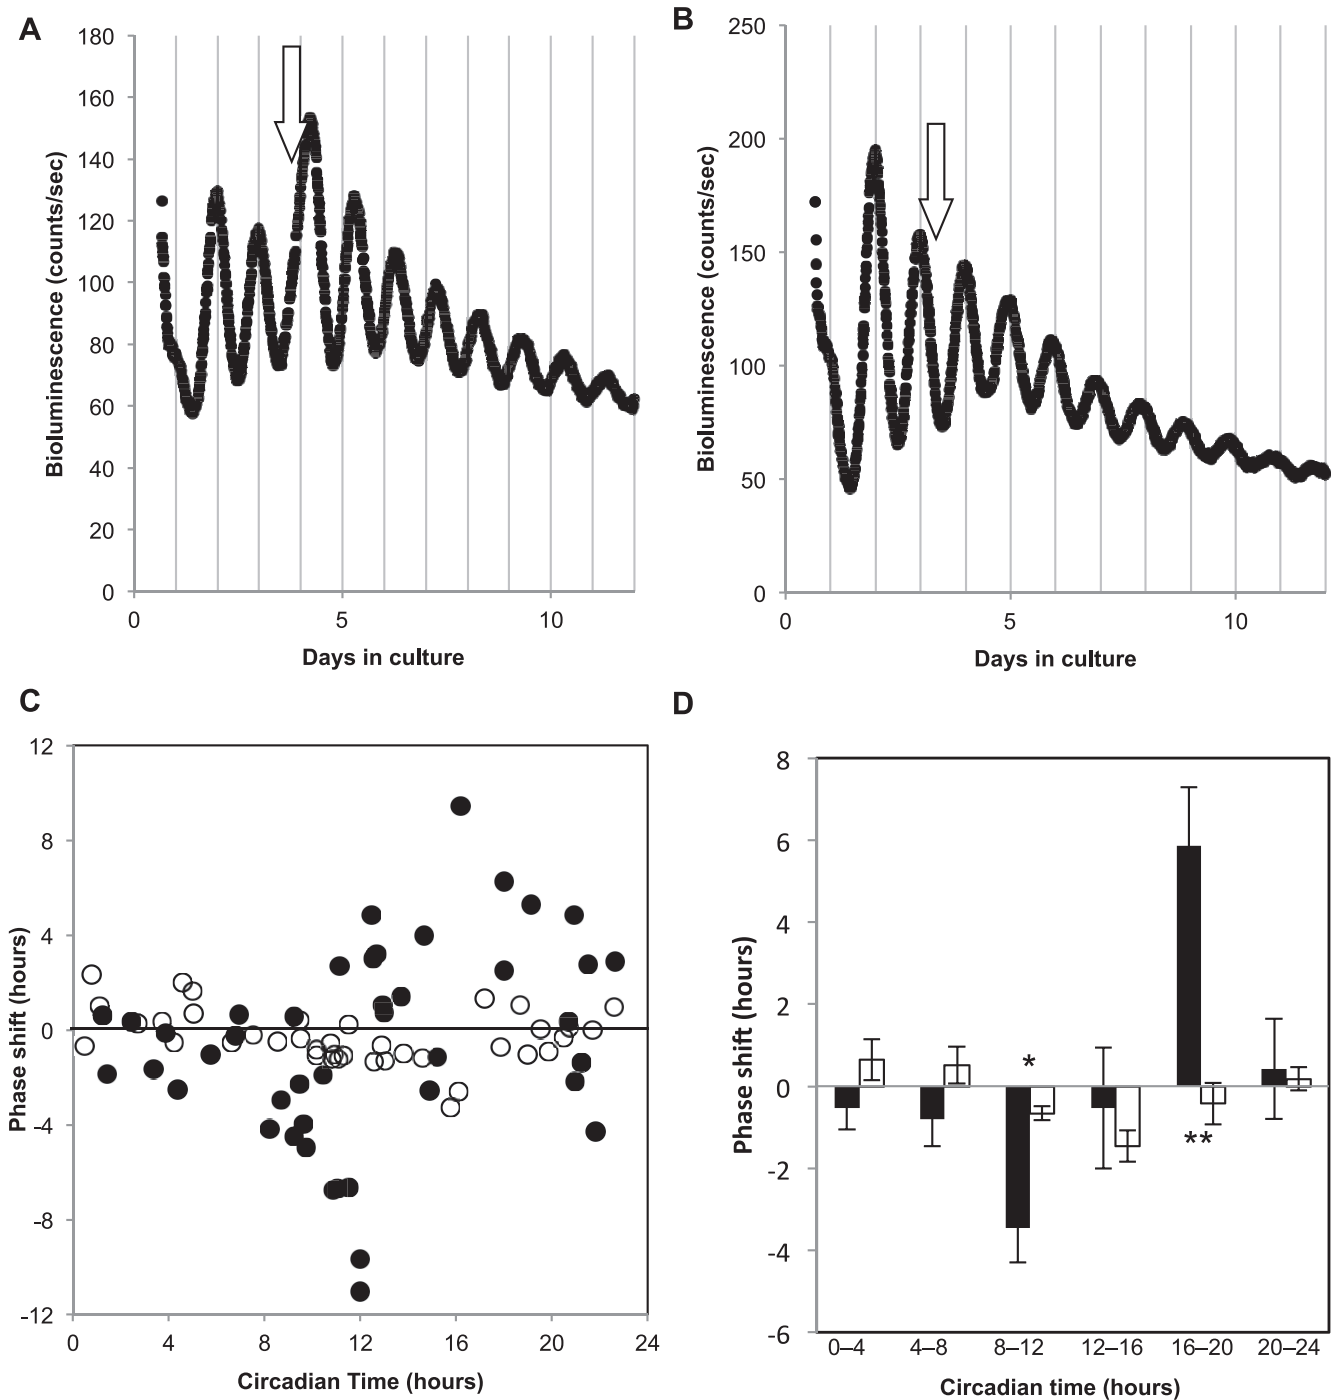 A
180
160
140
120
100
80
60
40
20
0
Bioluminescence (counts/sec)
0 5 10
Days in culture
B
250
200
150
100
50
0
Bioluminescence (counts/sec)
0 5 10
Days in culture
C
12
8
4
0
-4
-8
-12
Phase shift (hours)
0 4 8 12 16 20 24
Circadian Time (hours)
D
8
6
4
2
0
-2
-4
-6
Phase shift (hours)
*
**
0–4 4–8 8–12 12–16 16–20 20–24
Circadian time (hours)